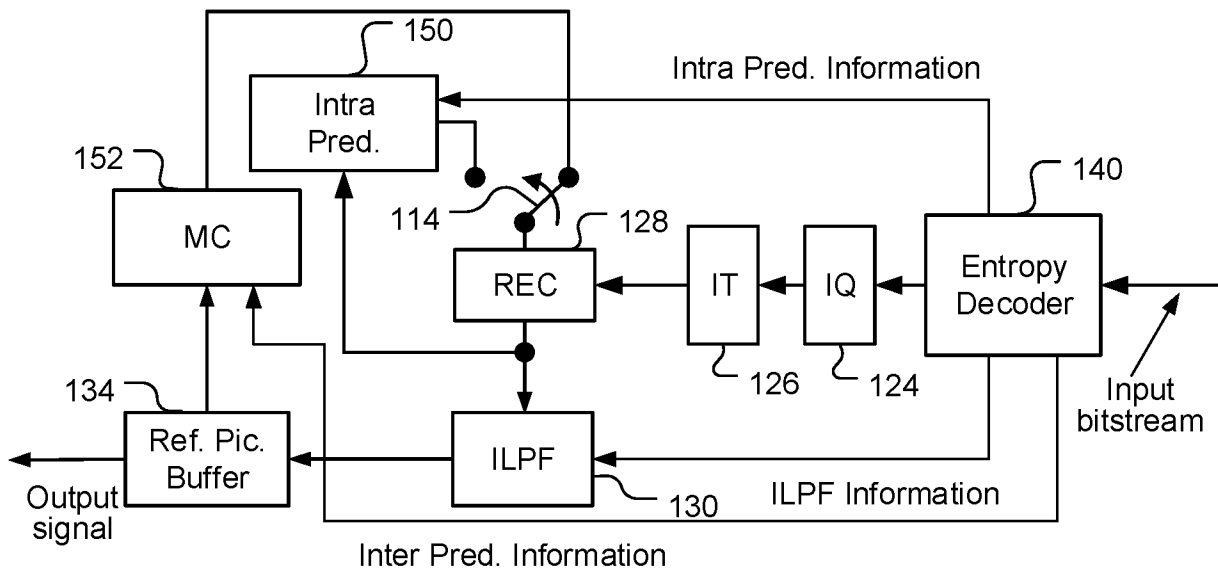 150
Intra Pred. Information
Intra
Pred.
152
140
114
128
MC
REC
IT
IQ
Entropy
Decoder
126
124
Input
bitstream
134
Ref. Pic.
Buffer
ILPF
Output
signal
130
ILPF Information
Inter Pred. Information